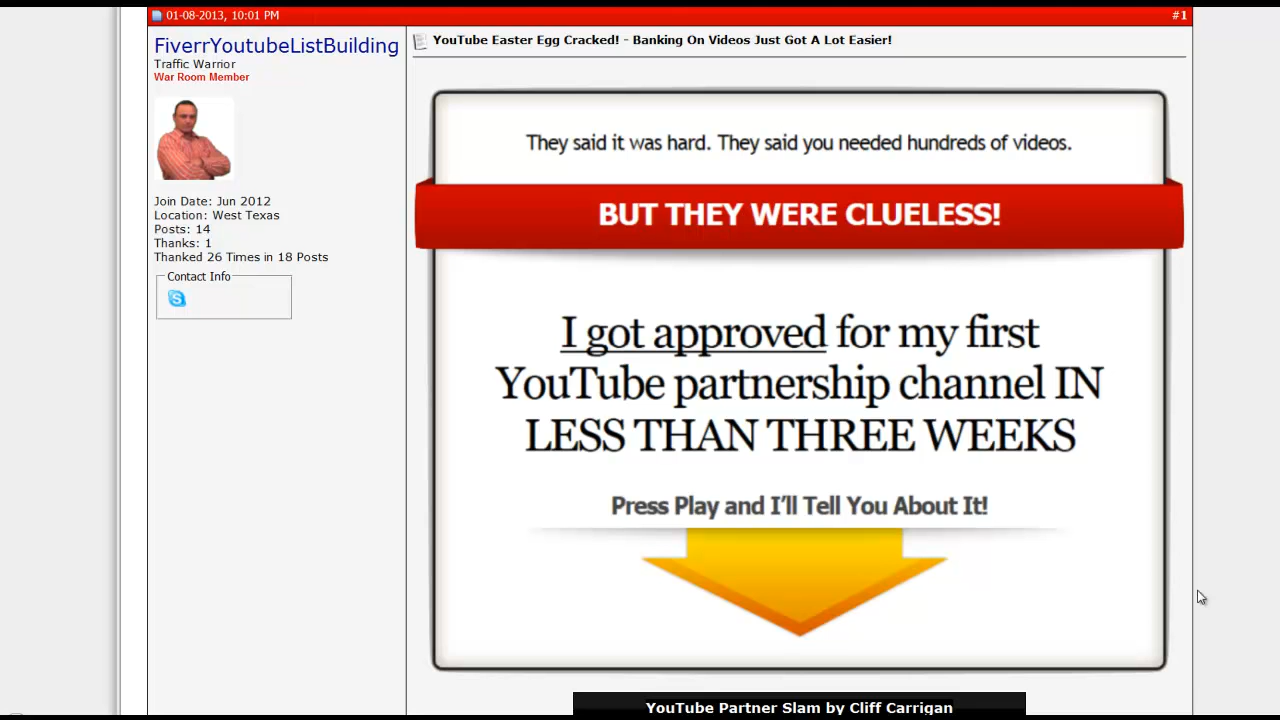 01-08-2013, 10:01 PM
#1
FiverrYoutubeListBuilding
Traffic Warrior
War Room Member
Join Date: Jun 2012
Location: West Texas
Posts: 14
Thanks: 1
Thanked 26 Times in 18 Posts
Contact Info
S
YouTube Easter Egg Cracked! - Banking On Videos Just Got A Lot Easier!
They said it was hard. They said you needed hundreds of videos.
BUT THEY WERE CLUELESS!
I got approved for my first
YouTube partnership channel IN
LESS THAN THREE WEEKS
Press Play and I'll Tell You About It!
YouTube Partner Slam by Cliff Carrigan